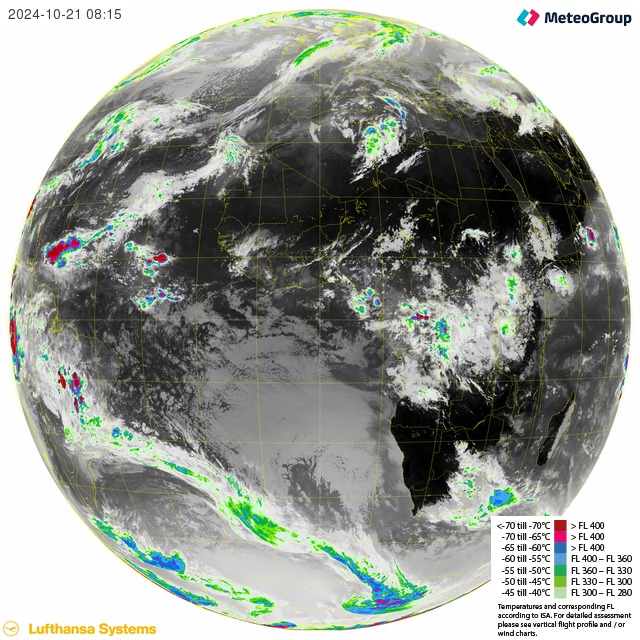 2024-10-21 08:15
MeteoGroup
<-70 till -70°C > FL 400
-70 till -65°C > FL 400
-65 till -60°C > FL 400
-60 till -55°C FL 400 – FL 360
-55 till -50°C FL 360 – FL 330
-50 till -45°C FL 330 – FL 300
-45 till -40°C FL 300 – FL 280
Temperatures and corresponding FL
according to ISA. For detailed assessment
please see vertical flight profile and / or
wind charts.
Lufthansa Systems